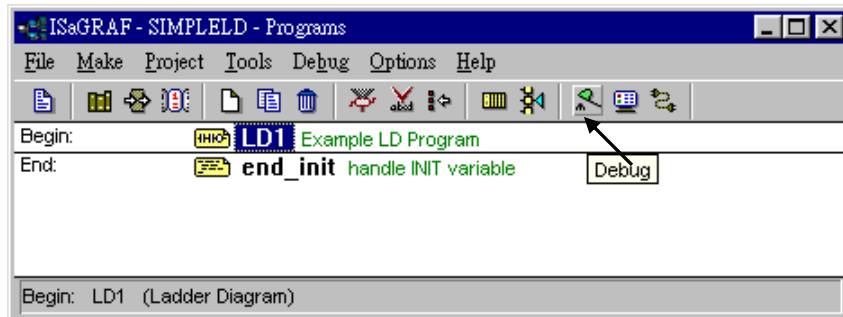 ISaGRAF - SIMPLELD - Programs
File Make Project Tools Debug Options Help
Begin: LD1 Example LD Program
End: end_init handle INIT variable
Debug
Begin: LD1 (Ladder Diagram)